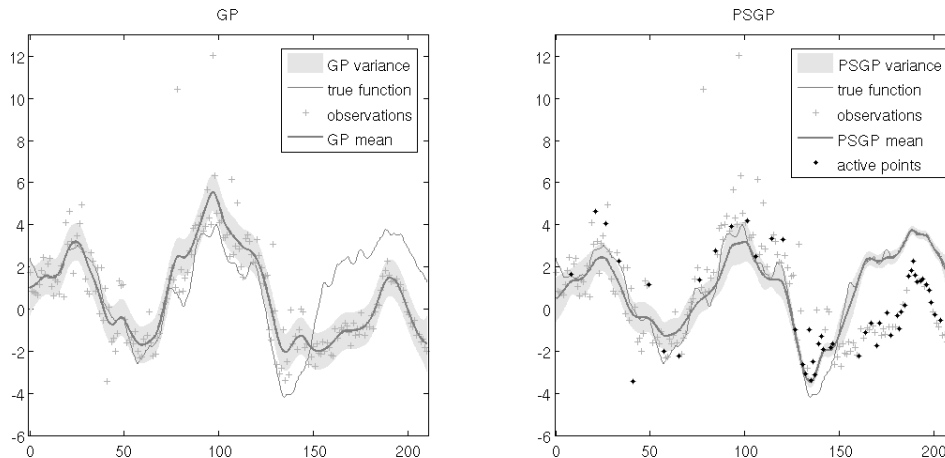 GP
12
10
8
6
4
2
0
-2
-4
-6
0
50
100
150
200
GP variance
true function
observations
GP mean
PSGP
12
10
8
6
4
2
0
-2
-4
-6
0
50
100
150
200
PSGP variance
true function
observations
PSGP mean
active points